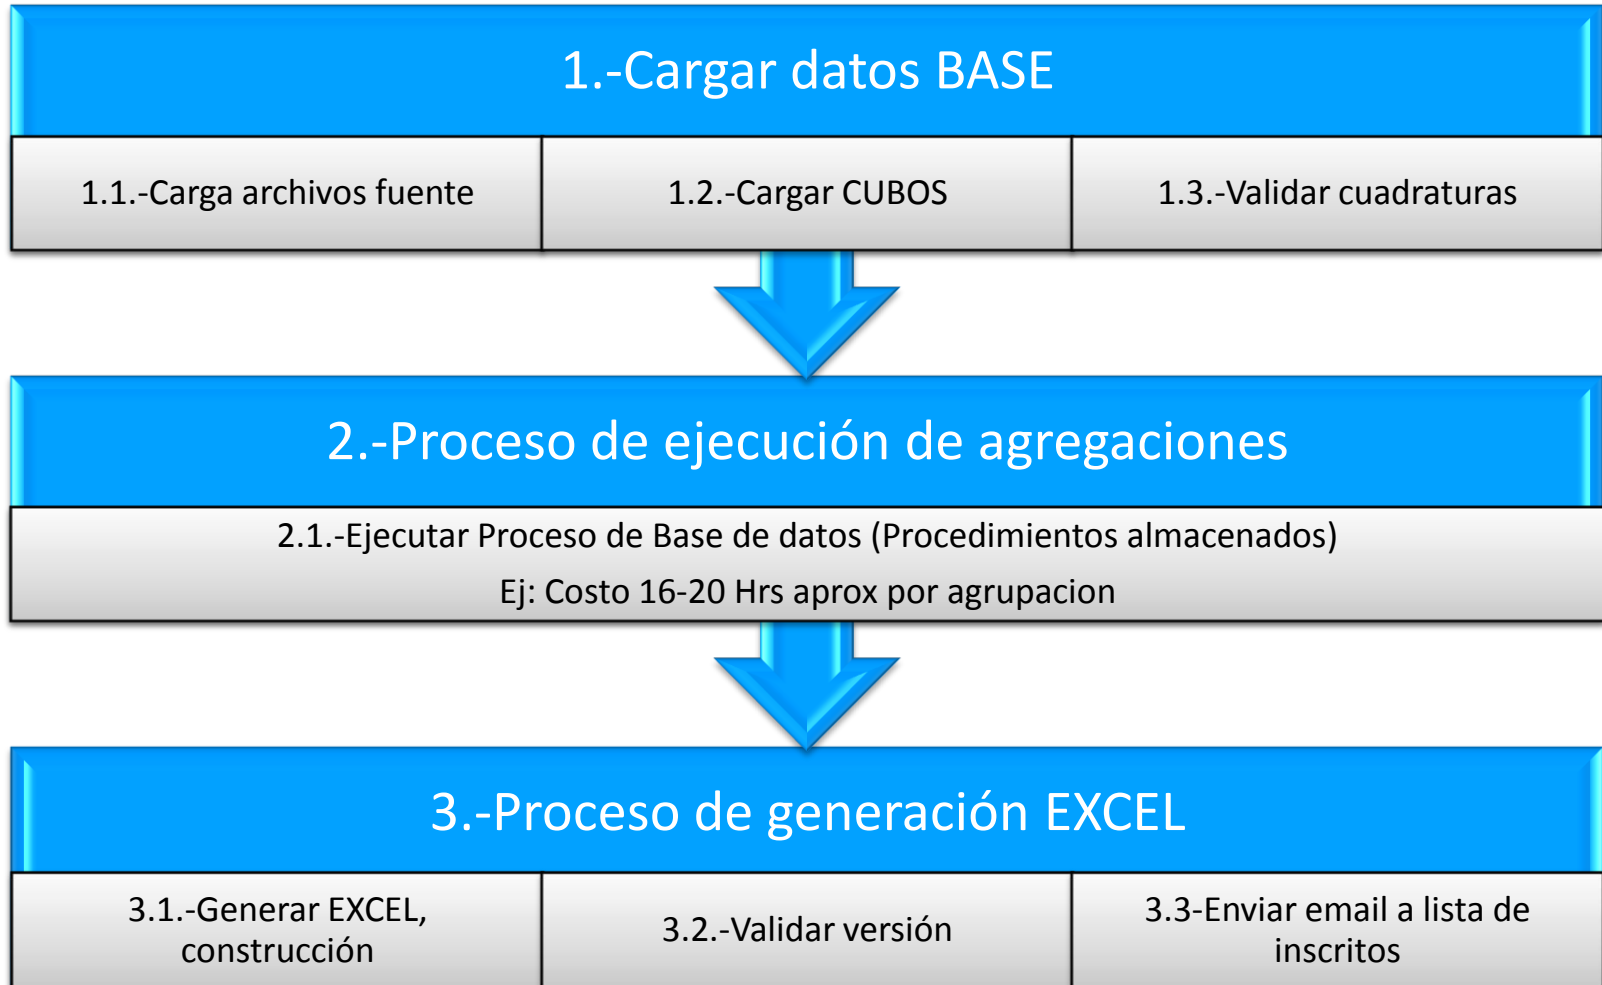 1.-Cargar datos BASE
1.1.-Carga archivos fuente
1.2.-Cargar CUBOS
1.3.-Validar cuadraturas
2.-Proceso de ejecución de agregaciones
2.1.-Ejecutar Proceso de Base de datos (Procedimientos almacenados)
Ej: Costo 16-20 Hrs aprox por agrupacion
3.-Proceso de generación EXCEL
3.1.-Generar EXCEL,
construcción
3.2.-Validar versión
3.3-Enviar email a lista de
inscritos